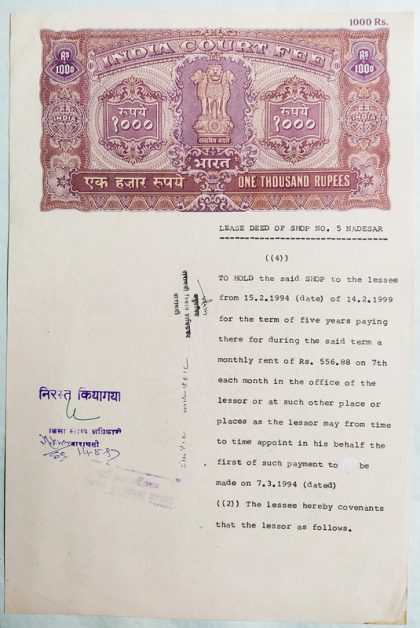 1000 Rs.
Rs
1000
INDIA COURT FEE
Rs
1000
रुपये
१०००
सत्यमेव जयते
रुपये
१०००
INDIA
INDIA
भारत
एक हजार रुपये
ONE THOUSAND RUPEES
LEASE DEED OF SHOP NO. 5 NADESAR
((4))
TO HOLD the said SHOP to the lessee
from 15.2.1994 (date) of 14.2.1999
for the term of five years paying
there for during the said term a
monthly rent of Rs. 556.88 on 7th
each month in the office of the
lessor or at such other place or
places as the lessor may from time
to time appoint in his behalf the
first of such payment to be
made on 7.3.1994 (dated)
((2) The lessee hereby covenants
that the lessor as follows.
निरस्त कियागया
वाराणसी